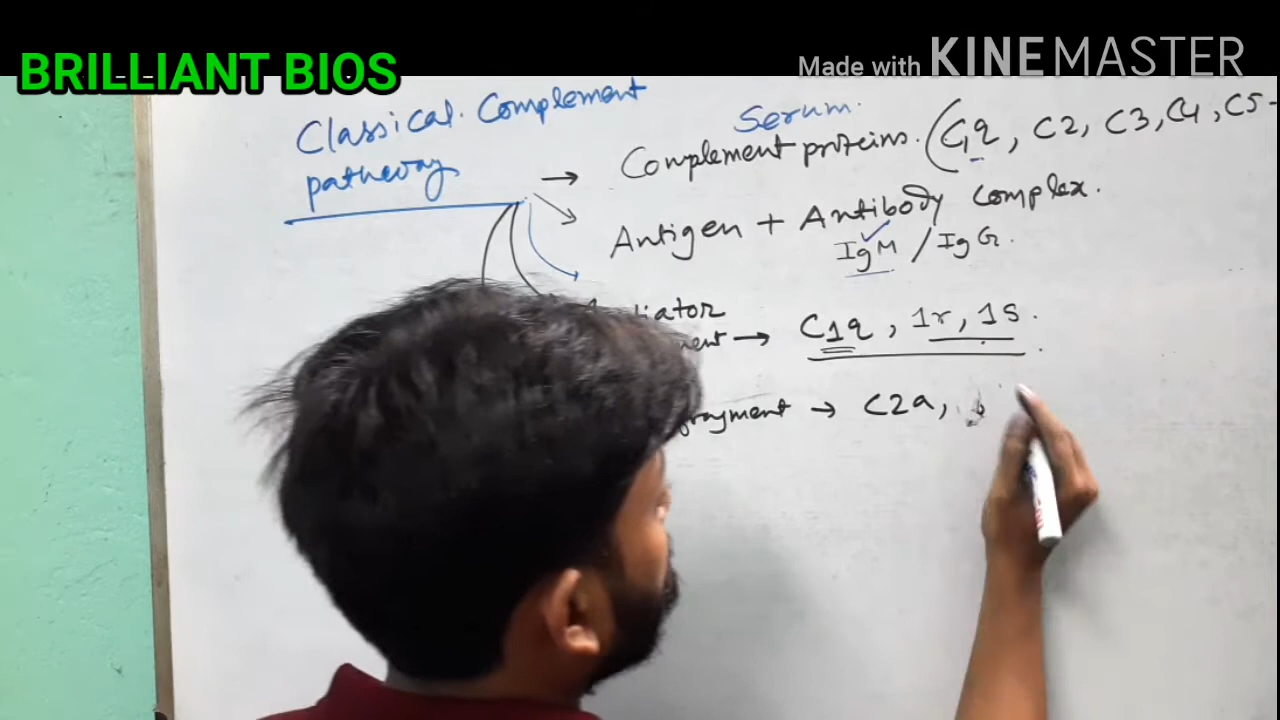 BRILLIANT BIOS
Made with KINEMASTER
Classical Complement
pathway
Serum.
→ Complement proteins. (C1q, C2, C3, C4, C5-
Antigen + Antibody Complex.
IgM / IgG.
→ C1q, 1r, 1s.
fragment → C2a,